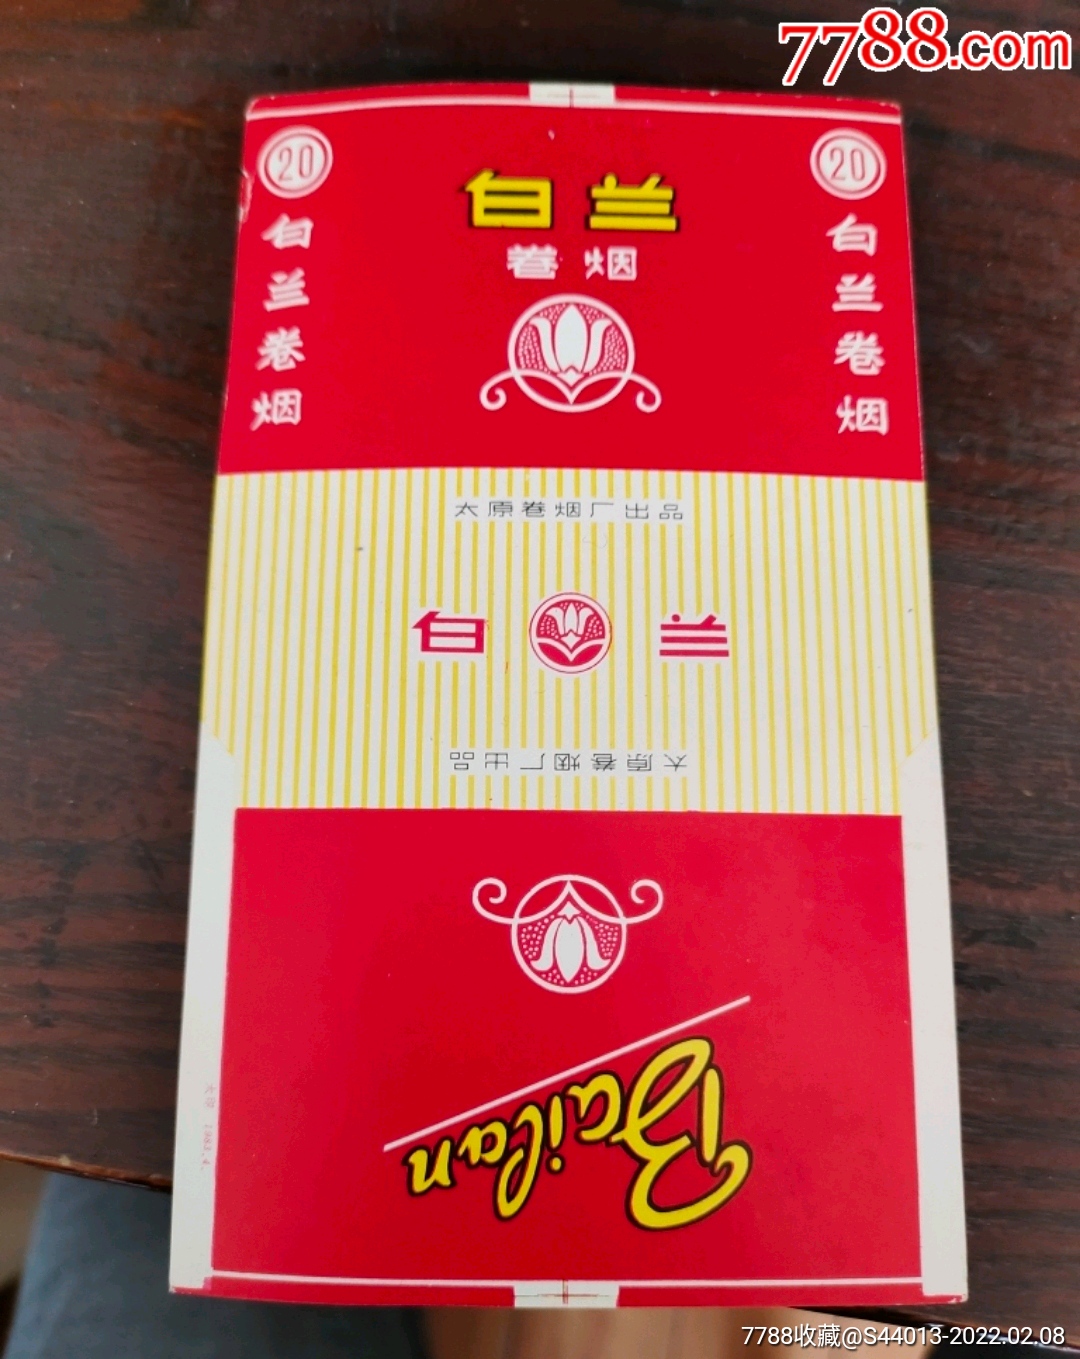 7788.com
20
白兰
卷烟
20
白兰卷烟
白兰卷烟
太原卷烟厂出品
白 兰
太原卷烟厂出品
Bailan
7788收藏@S44013-2022.02.08